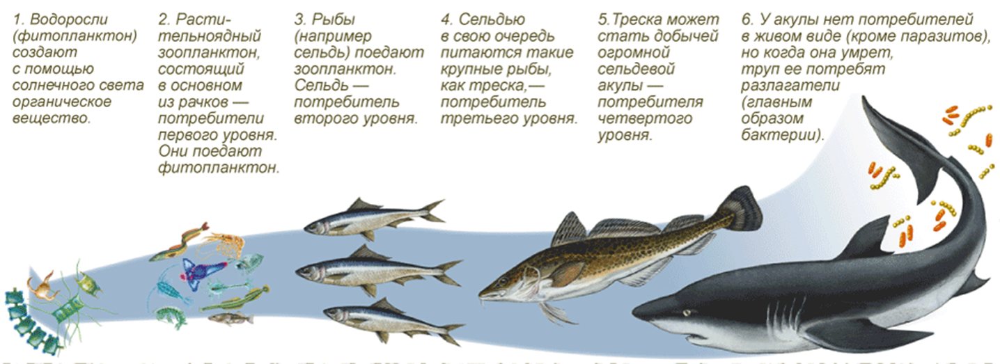 1. Водоросли
(фитопланктон)
создают
с помощью
солнечного света
органическое
вещество.
2. Расти-
тельноядный
зоопланктон,
состоящий
в основном
из рачков —
потребители
первого уровня.
Они поедают
фитопланктон.
3. Рыбы
(например
сельдь) поедают
зоопланктон.
Сельдь —
потребитель
второго уровня.
4. Сельдью
в свою очередь
питаются такие
крупные рыбы,
как треска,—
потребитель
третьего уровня.
5.Треска может
стать добычей
огромной
сельдевой
акулы —
потребителя
четвертого
уровня.
6. У акулы нет потребителей
в живом виде (кроме паразитов),
но когда она умрет,
труп ее потребят
разлагатели
(главным
образом
бактерии).